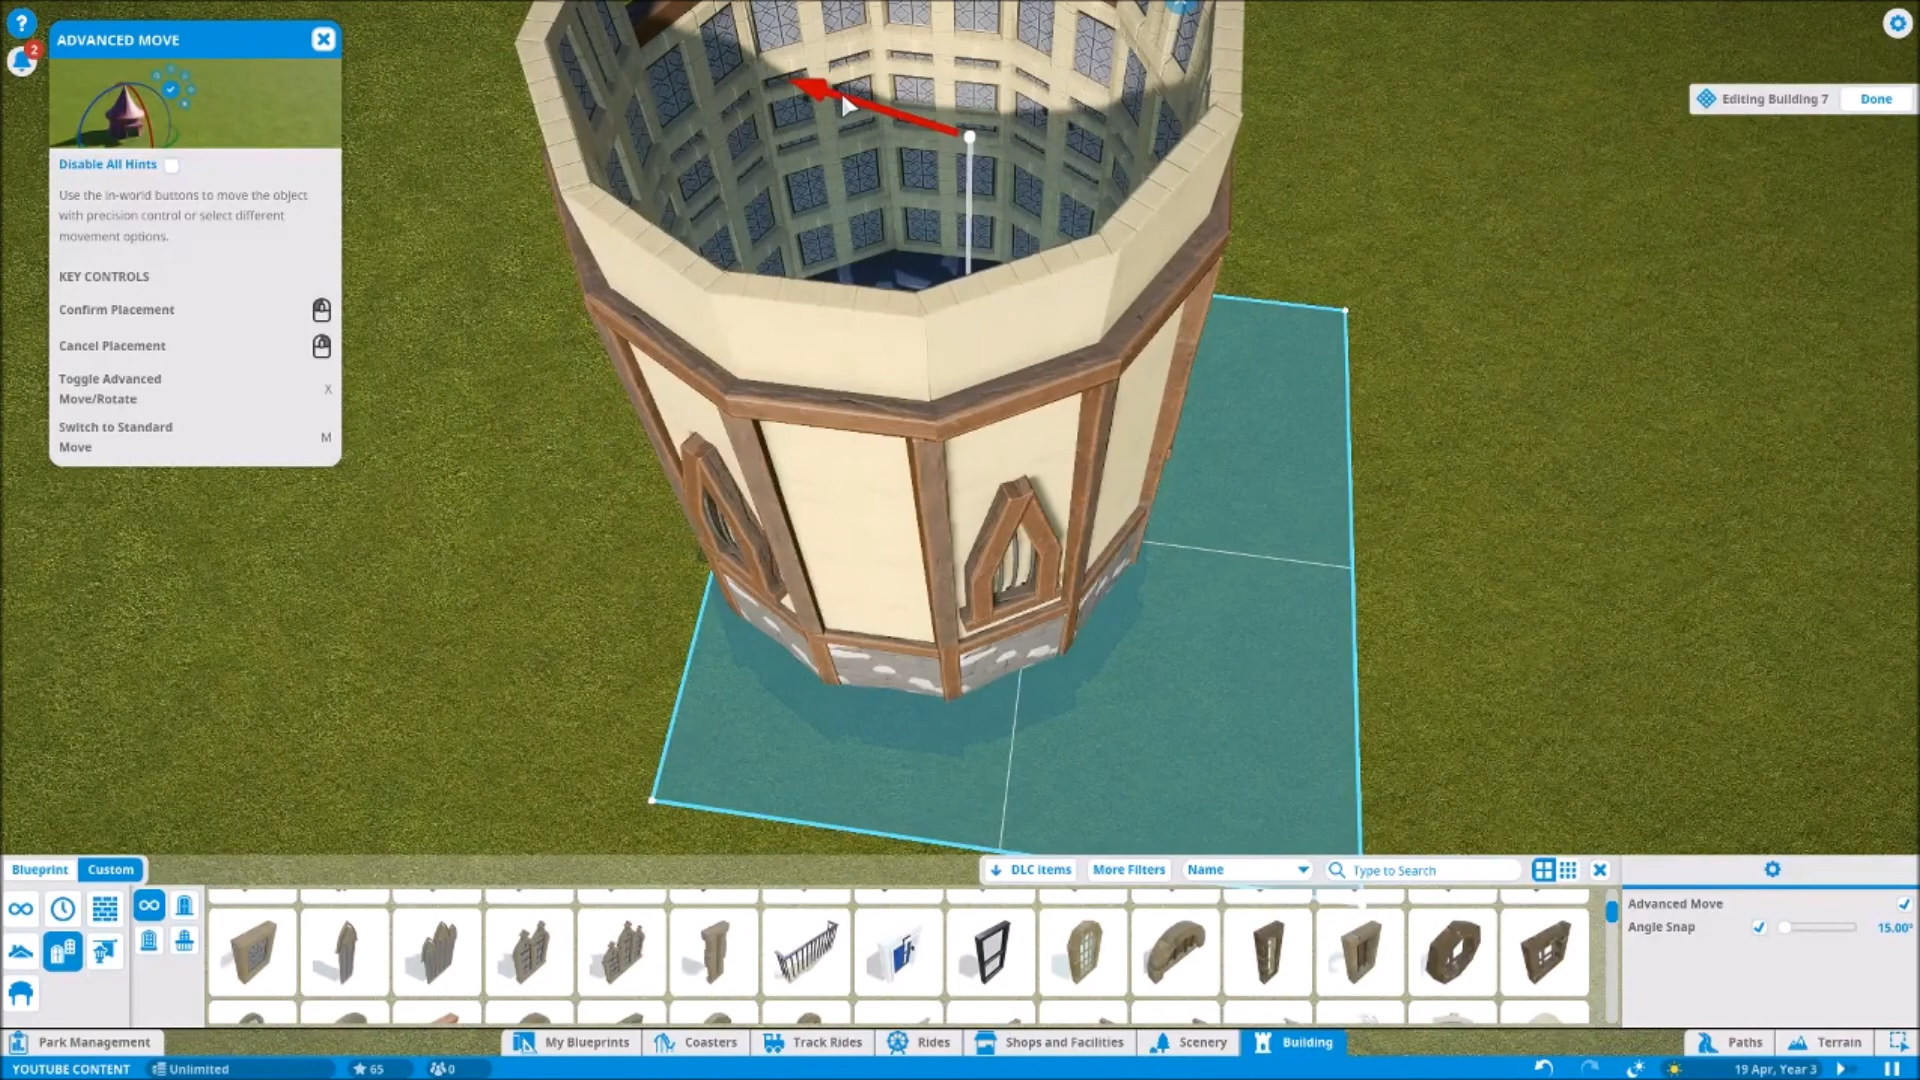 ?
2
ADVANCED MOVE
Disable All Hints
Use the in-world buttons to move the object
with precision control or select different
movement options.
KEY CONTROLS
Confirm Placement
Cancel Placement
Toggle Advanced
Move/Rotate
X
Switch to Standard
Move
M
Editing Building 7
Done
Blueprint
Custom
DLC items
More Filters
Name
Type to Search
Advanced Move
Angle Snap
15.00°
Park Management
My Blueprints
Coasters
Track Rides
Rides
Shops and Facilities
Scenery
Building
Paths
Terrain
YOUTUBE CONTENT
Unlimited
65
0
19 Apr, Year 3